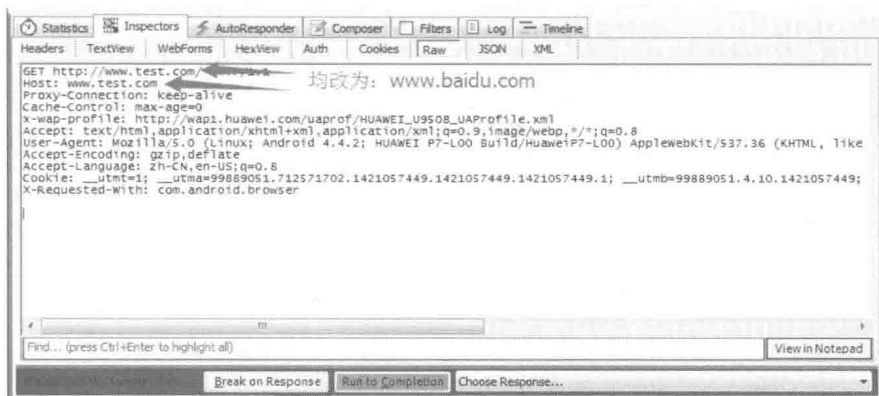 Statistics Inspectors AutoResponder Composer Filters Log Timeline
Headers TextView WebForms HexView Auth Cookies Raw JSON XML
GET http://www.test.com/
均改为：www.baidu.com
Host: www.test.com
Proxy-Connection: keep-alive
Cache-Control: max-age=0
x-wap-profile: http://wap1.huawei.com/uaprof/HUAWEI_U9508_UAProfile.xml
Accept: text/html,application/xhtml+xml,application/xml;q=0.9,image/webp,*/*;q=0.8
User-Agent: Mozilla/5.0 (Linux; Android 4.4.2; HUAWEI P7-L00 Build/HuaweiP7-L00) AppleWebKit/537.36 (KHTML, like
Accept-Encoding: gzip,deflate
Accept-Language: zh-CN,en-US;q=0.8
Cookie: __utmt=1; __utma=99889051.712571702.1421057449.1421057449.1421057449.1; __utmb=99889051.4.10.1421057449;
X-Requested-With: com.android.browser
Find... (press Ctrl+Enter to highlight all) View in Notepad
Break on Response Run to Completion Choose Response...